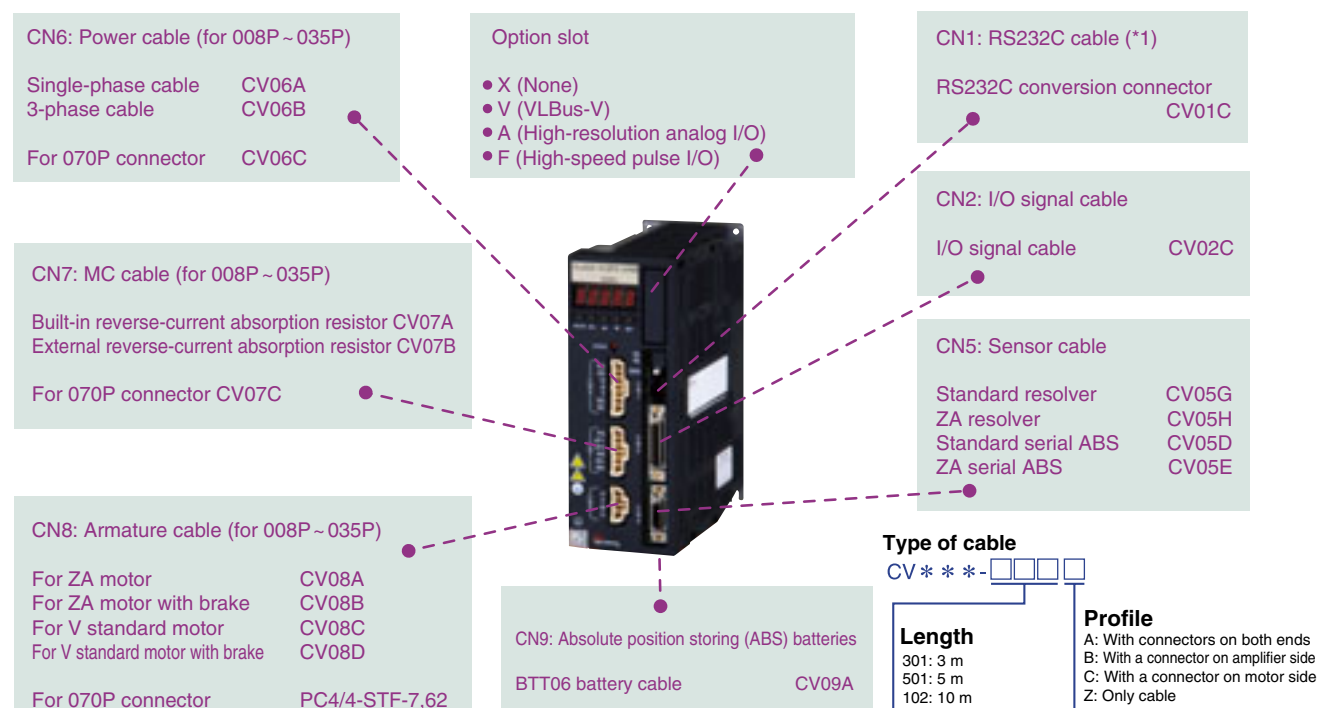 CN6: Power cable (for 008P~035P)
Single-phase cable CV06A
3-phase cable CV06B
For 070P connector CV06C
Option slot
X (None)
V (VLBus-V)
A (High-resolution analog I/O)
F (High-speed pulse I/O)
CN1: RS232C cable (*1)
RS232C conversion connector
CV01C
CN2: I/O signal cable
I/O signal cable CV02C
CN7: MC cable (for 008P~035P)
Built-in reverse-current absorption resistor CV07A
External reverse-current absorption resistor CV07B
For 070P connector CV07C
CN5: Sensor cable
Standard resolver CV05G
ZA resolver CV05H
Standard serial ABS CV05D
ZA serial ABS CV05E
CN8: Armature cable (for 008P~035P)
For ZA motor CV08A
For ZA motor with brake CV08B
For V standard motor CV08C
For V standard motor with brake CV08D
For 070P connector PC4/4-STF-7,62
CN9: Absolute position storing (ABS) batteries
BTT06 battery cable CV09A
Type of cable
CV＊＊＊-□□□□
Length
301: 3 m
501: 5 m
102: 10 m
Profile
A: With connectors on both ends
B: With a connector on amplifier side
C: With a connector on motor side
Z: Only cable